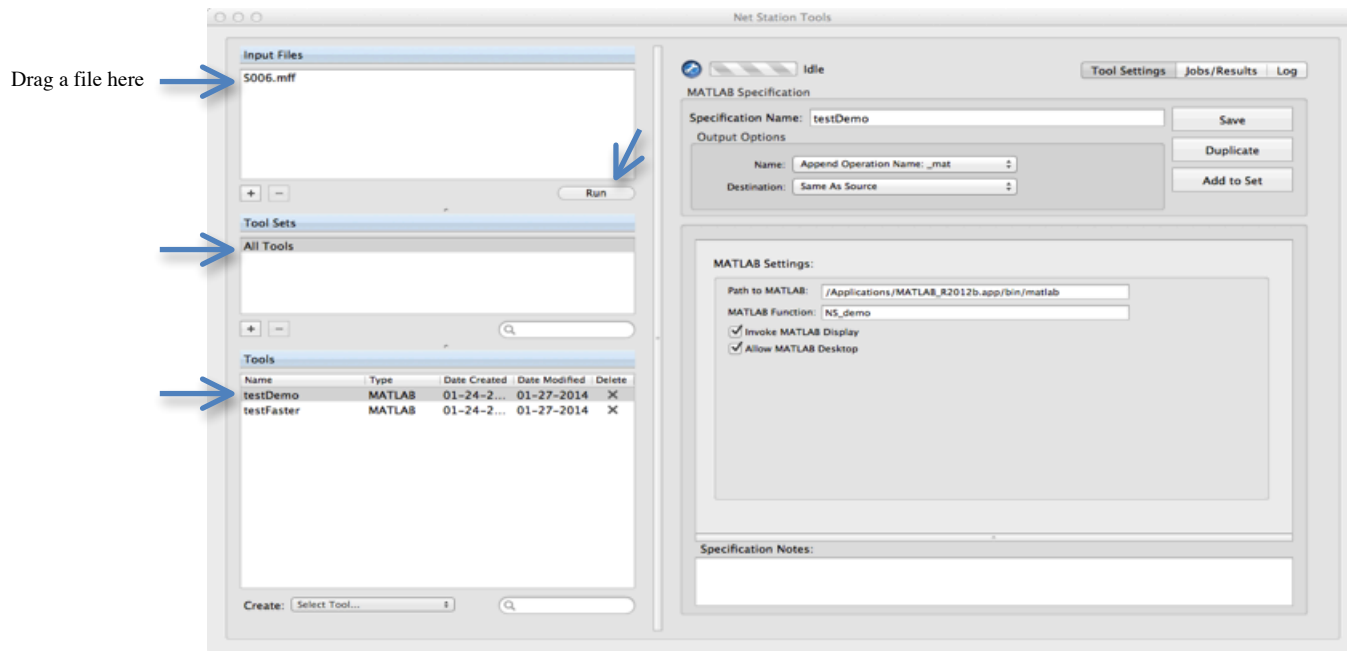 Net Station Tools
Drag a file here
Input Files
S006.mff
+ − Run
Tool Sets
All Tools
+ −
Tools
Name Type Date Created Date Modified Delete
testDemo MATLAB 01-24-2... 01-27-2014 ✕
testFaster MATLAB 01-24-2... 01-27-2014 ✕
Create: Select Tool...
Idle
Tool Settings Jobs/Results Log
MATLAB Specification
Specification Name: testDemo
Save
Output Options
Duplicate
Name: Append Operation Name: _mat
Add to Set
Destination: Same As Source
MATLAB Settings:
Path to MATLAB: /Applications/MATLAB_R2012b.app/bin/matlab
MATLAB Function: NS_demo
Invoke MATLAB Display
Allow MATLAB Desktop
Specification Notes: